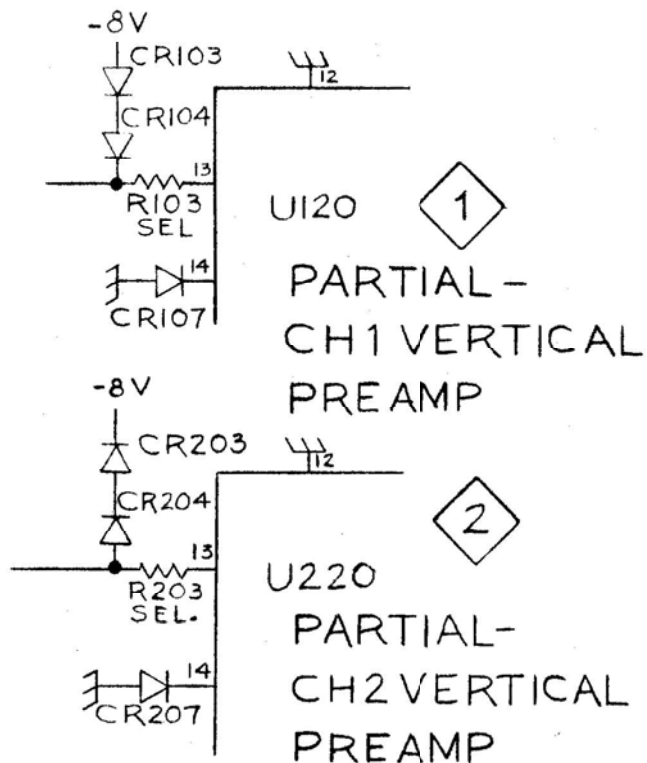 -8V
CR103
12
CR104
13
R103
SEL
U120
1
14
CR107
PARTIAL-
CH1 VERTICAL
PREAMP
-8V
CR203
12
CR204
2
13
R203
SEL.
U220
PARTIAL-
14
CR207
CH2 VERTICAL
PREAMP